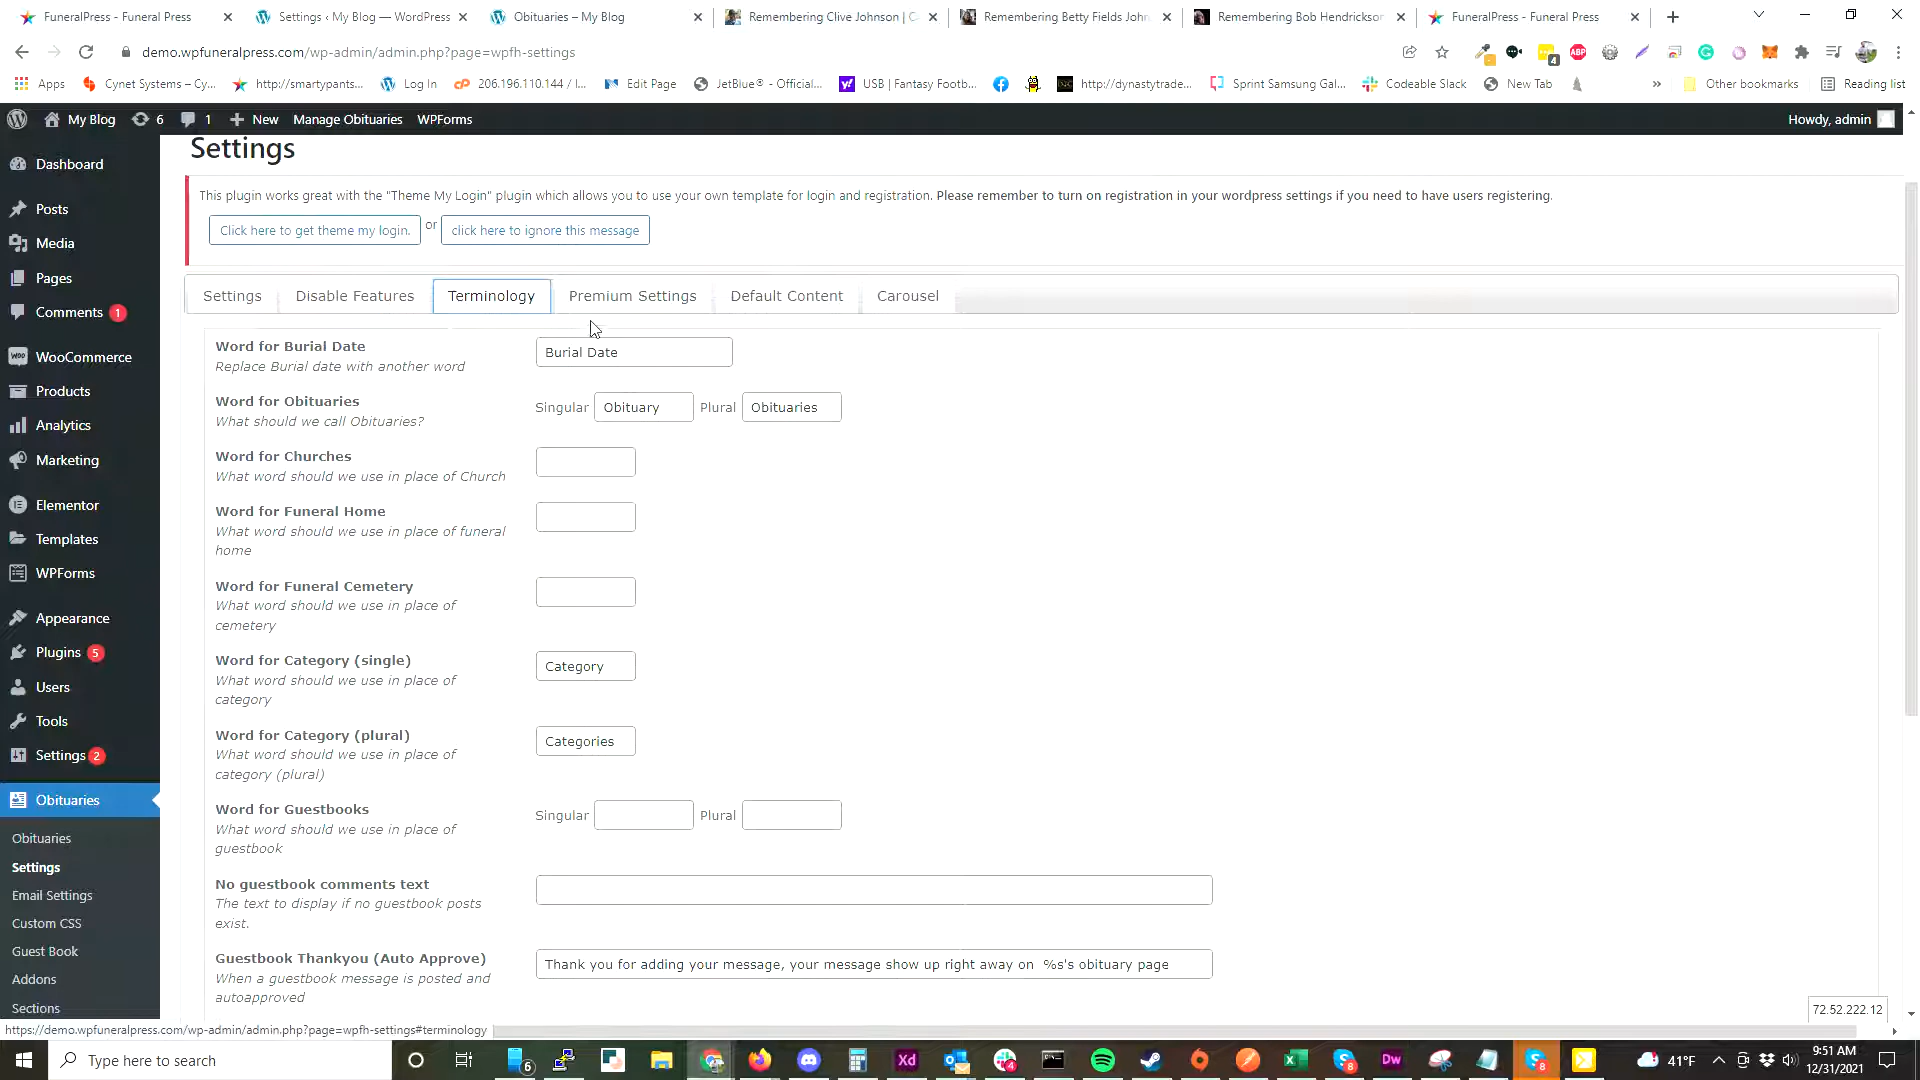 FuneralPress - Funeral Press
Settings ‹ My Blog — WordPress
Obituaries – My Blog
Remembering Clive Johnson | C
Remembering Betty Fields John
Remembering Bob Hendrickson
FuneralPress - Funeral Press
demo.wpfuneralpress.com/wp-admin/admin.php?page=wpfh-settings
ABP
4
Apps
Cynet Systems – Cy...
http://smartypants...
Log In
206.196.110.144 / l...
Edit Page
JetBlue® - Official...
USB | Fantasy Footb...
http://dynastytrade...
Sprint Samsung Gal...
Codeable Slack
New Tab
»
Other bookmarks
Reading list
My Blog
6
1
New
Manage Obituaries
WPForms
Howdy, admin
Dashboard
Posts
Media
Pages
Comments 1
WooCommerce
Products
Analytics
Marketing
Elementor
Templates
WPForms
Appearance
Plugins 5
Users
Tools
Settings 2
Obituaries
Obituaries
Settings
Email Settings
Custom CSS
Guest Book
Addons
Sections
Settings
This plugin works great with the "Theme My Login" plugin which allows you to use your own template for login and registration. Please remember to turn on registration in your wordpress settings if you need to have users registering.
Click here to get theme my login. or click here to ignore this message
Settings
Disable Features
Terminology
Premium Settings
Default Content
Carousel
Word for Burial Date
Replace Burial date with another word
Burial Date
Word for Obituaries
What should we call Obituaries?
Singular Obituary Plural Obituaries
Word for Churches
What word should we use in place of Church
Word for Funeral Home
What word should we use in place of funeral
home
Word for Funeral Cemetery
What word should we use in place of
cemetery
Word for Category (single)
What word should we use in place of
category
Category
Word for Category (plural)
What word should we use in place of
category (plural)
Categories
Word for Guestbooks
What word should we use in place of
guestbook
Singular Plural
No guestbook comments text
The text to display if no guestbook posts
exist.
Guestbook Thankyou (Auto Approve)
When a guestbook message is posted and
autoapproved
Thank you for adding your message, your message show up right away on %s's obituary page
72.52.222.12
https://demo.wpfuneralpress.com/wp-admin/admin.php?page=wpfh-settings#terminology
Type here to search
6
Xd
4
8
Dw
8
41°F
9:51 AM
12/31/2021